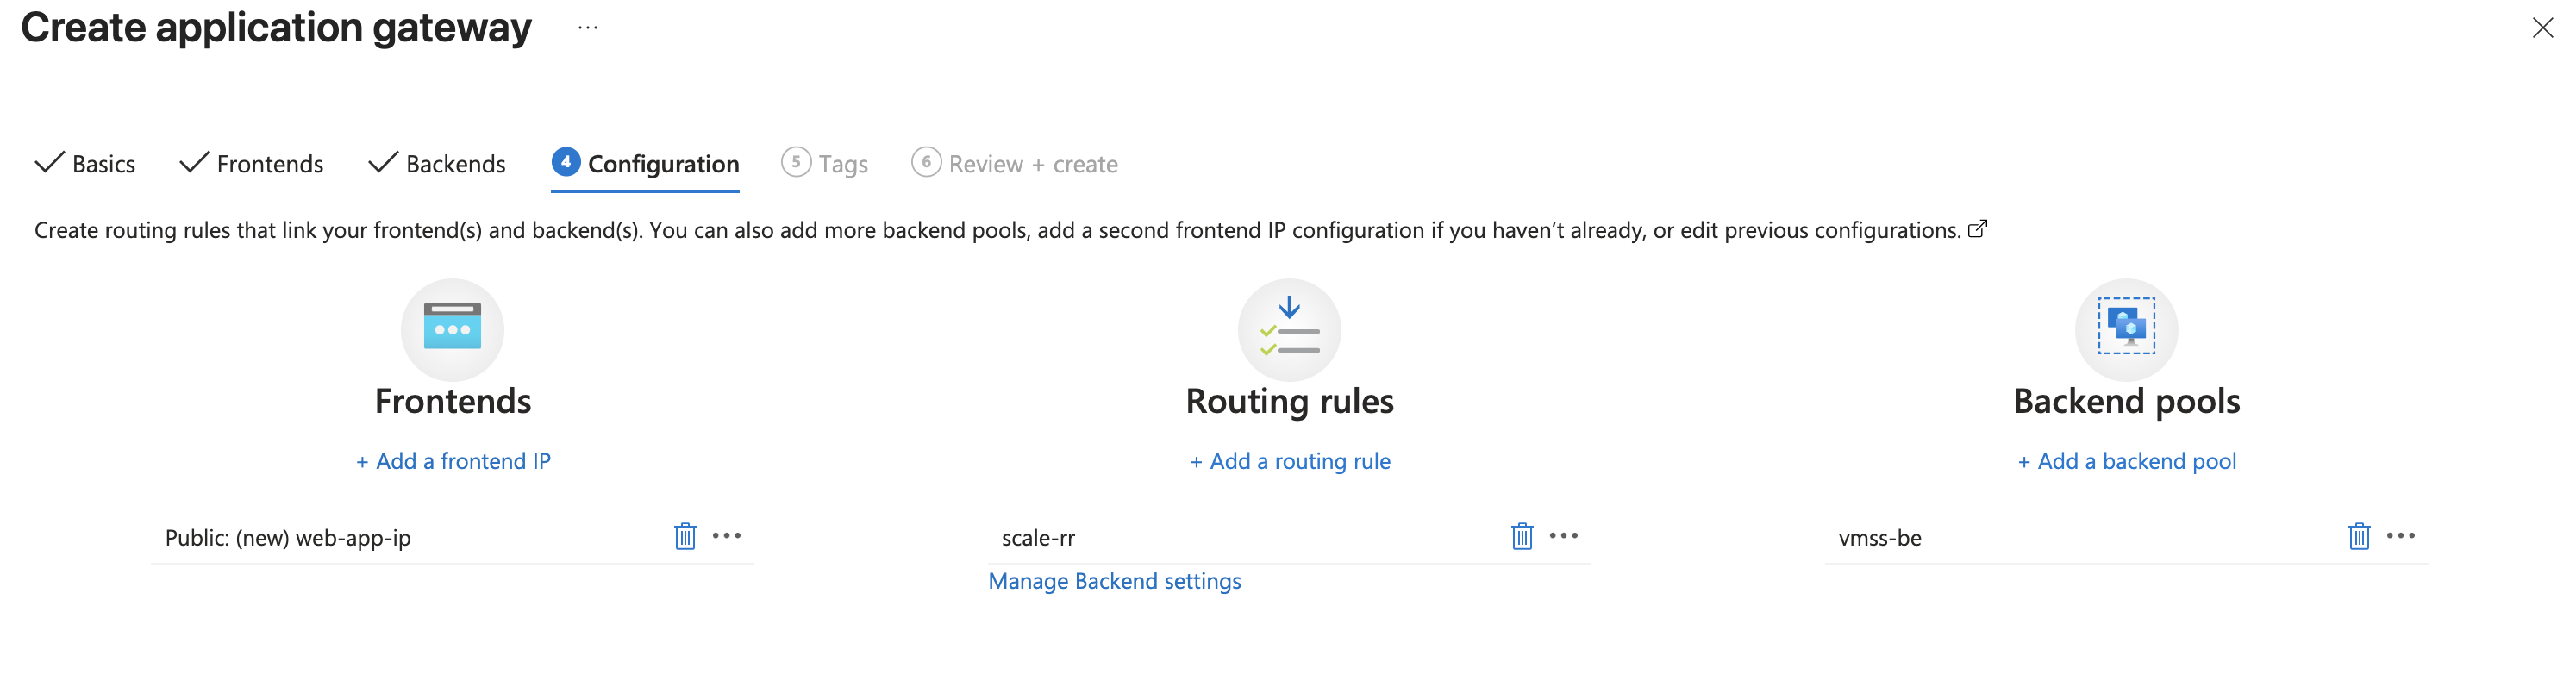 Create application gateway ...
Basics Frontends Backends 4 Configuration 5 Tags 6 Review + create
Create routing rules that link your frontend(s) and backend(s). You can also add more backend pools, add a second frontend IP configuration if you haven’t already, or edit previous configurations.
Frontends
+ Add a frontend IP
Public: (new) web-app-ip
Routing rules
+ Add a routing rule
scale-rr
Manage Backend settings
Backend pools
+ Add a backend pool
vmss-be